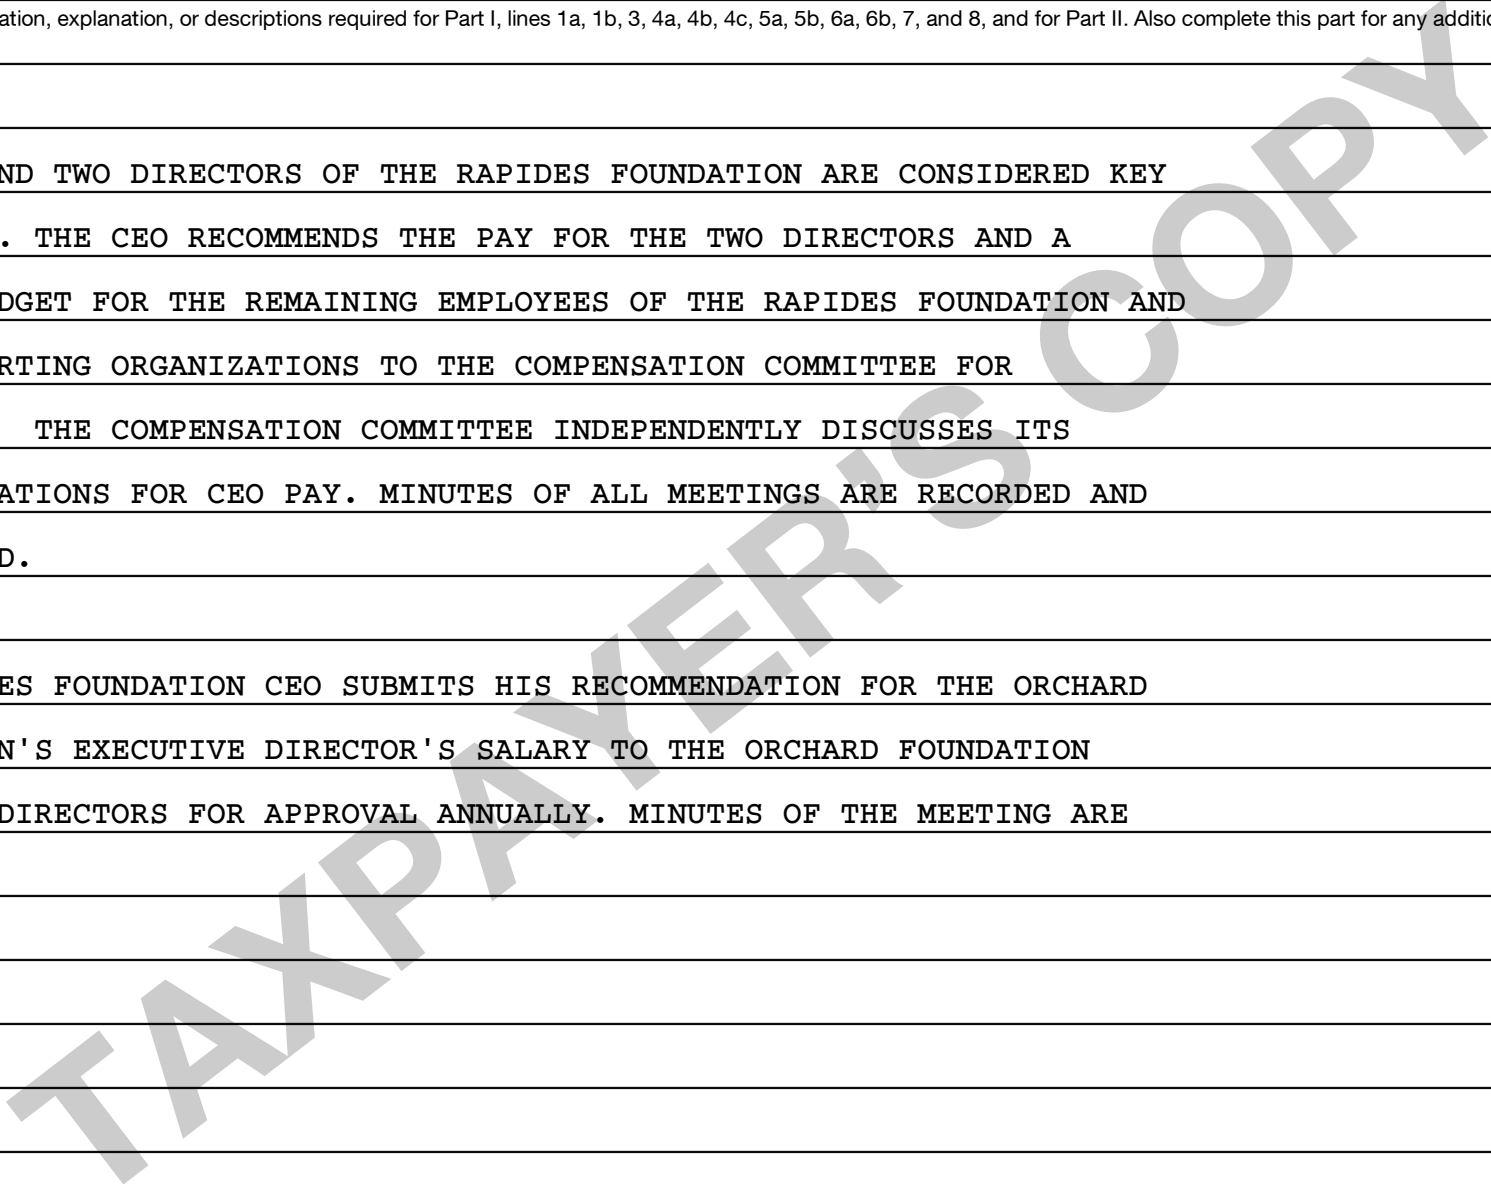 ation, explanation, or descriptions required for Part I, lines 1a, 1b, 3, 4a, 4b, 4c, 5a, 5b, 6a, 6b, 7, and 8, and for Part II. Also complete this part for any additio
ND TWO DIRECTORS OF THE RAPIDES FOUNDATION ARE CONSIDERED KEY
. THE CEO RECOMMENDS THE PAY FOR THE TWO DIRECTORS AND A
DGET FOR THE REMAINING EMPLOYEES OF THE RAPIDES FOUNDATION AND
RTING ORGANIZATIONS TO THE COMPENSATION COMMITTEE FOR
THE COMPENSATION COMMITTEE INDEPENDENTLY DISCUSSES ITS
ATIONS FOR CEO PAY. MINUTES OF ALL MEETINGS ARE RECORDED AND
D.
ES FOUNDATION CEO SUBMITS HIS RECOMMENDATION FOR THE ORCHARD
N'S EXECUTIVE DIRECTOR'S SALARY TO THE ORCHARD FOUNDATION
DIRECTORS FOR APPROVAL ANNUALLY. MINUTES OF THE MEETING ARE
TAXPAYER'S COPY